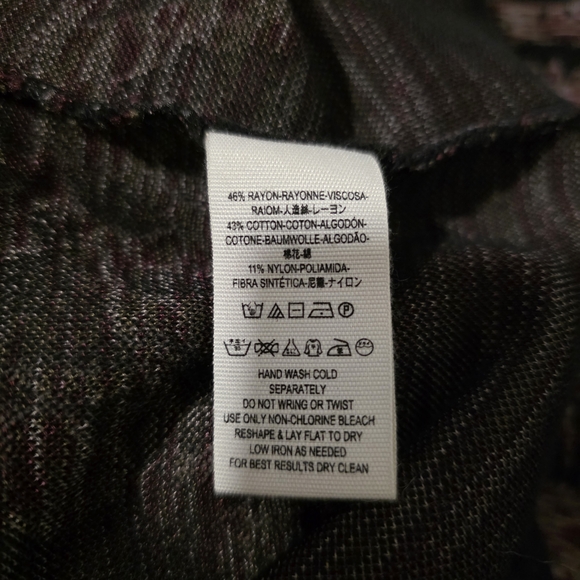 46% RAYON-RAYONNE-VISCOSA-
RAIOM-人造絲-レーヨン
43% COTTON-COTON-ALGODÓN-
COTONE-BAUMWOLLE-ALGODÃO-
棉花-綿
11% NYLON-POLIAMIDA-
FIBRA SINTÉTICA-尼龍-ナイロン
HAND WASH COLD
SEPARATELY
DO NOT WRING OR TWIST
USE ONLY NON-CHLORINE BLEACH
RESHAPE & LAY FLAT TO DRY
LOW IRON AS NEEDED
FOR BEST RESULTS DRY CLEAN